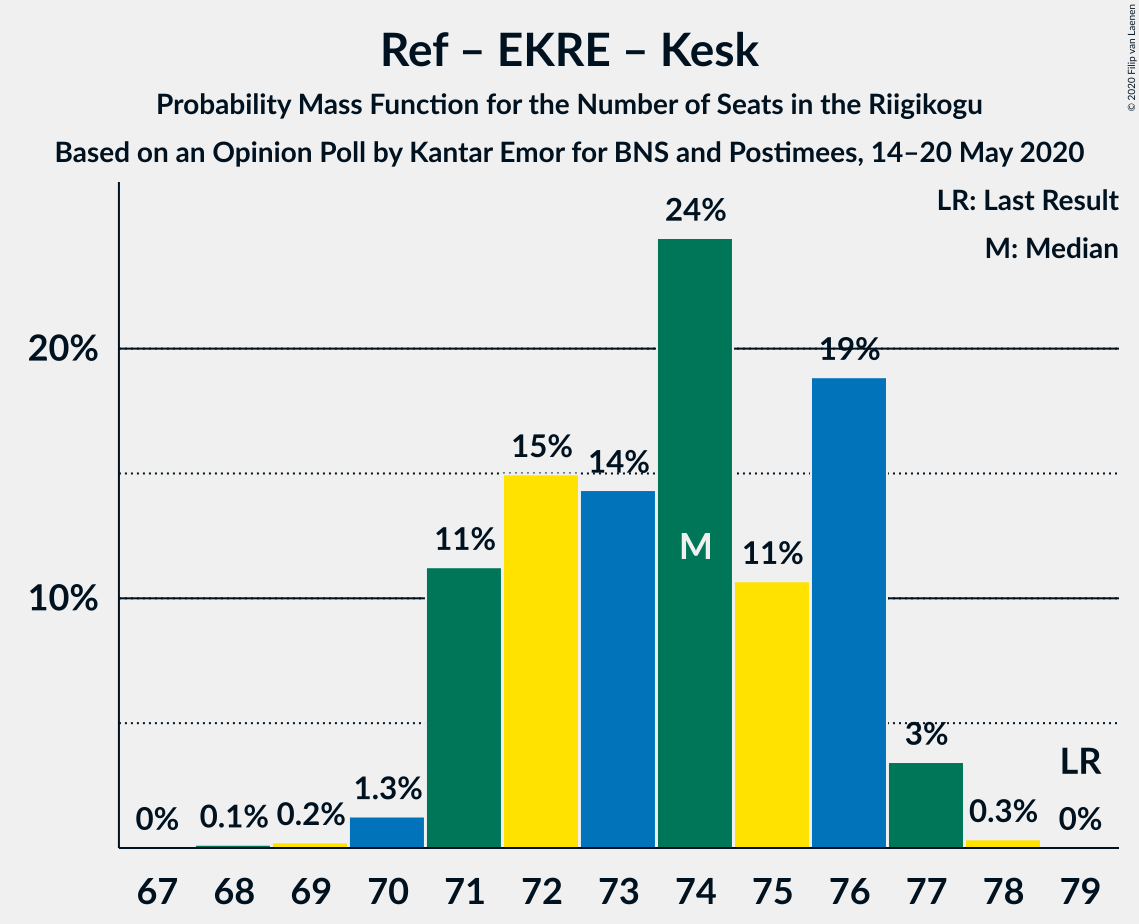 Ref – EKRE – Kesk
Probability Mass Function for the Number of Seats in the Riigikogu
Based on an Opinion Poll by Kantar Emor for BNS and Postimees, 14–20 May 2020
© 2020 Filip van Laenen
LR: Last Result
M: Median
20%
10%
0%
0.1%
0.2%
1.3%
11%
15%
14%
24%
M
11%
19%
3%
0.3%
LR
0%
67 68 69 70 71 72 73 74 75 76 77 78 79